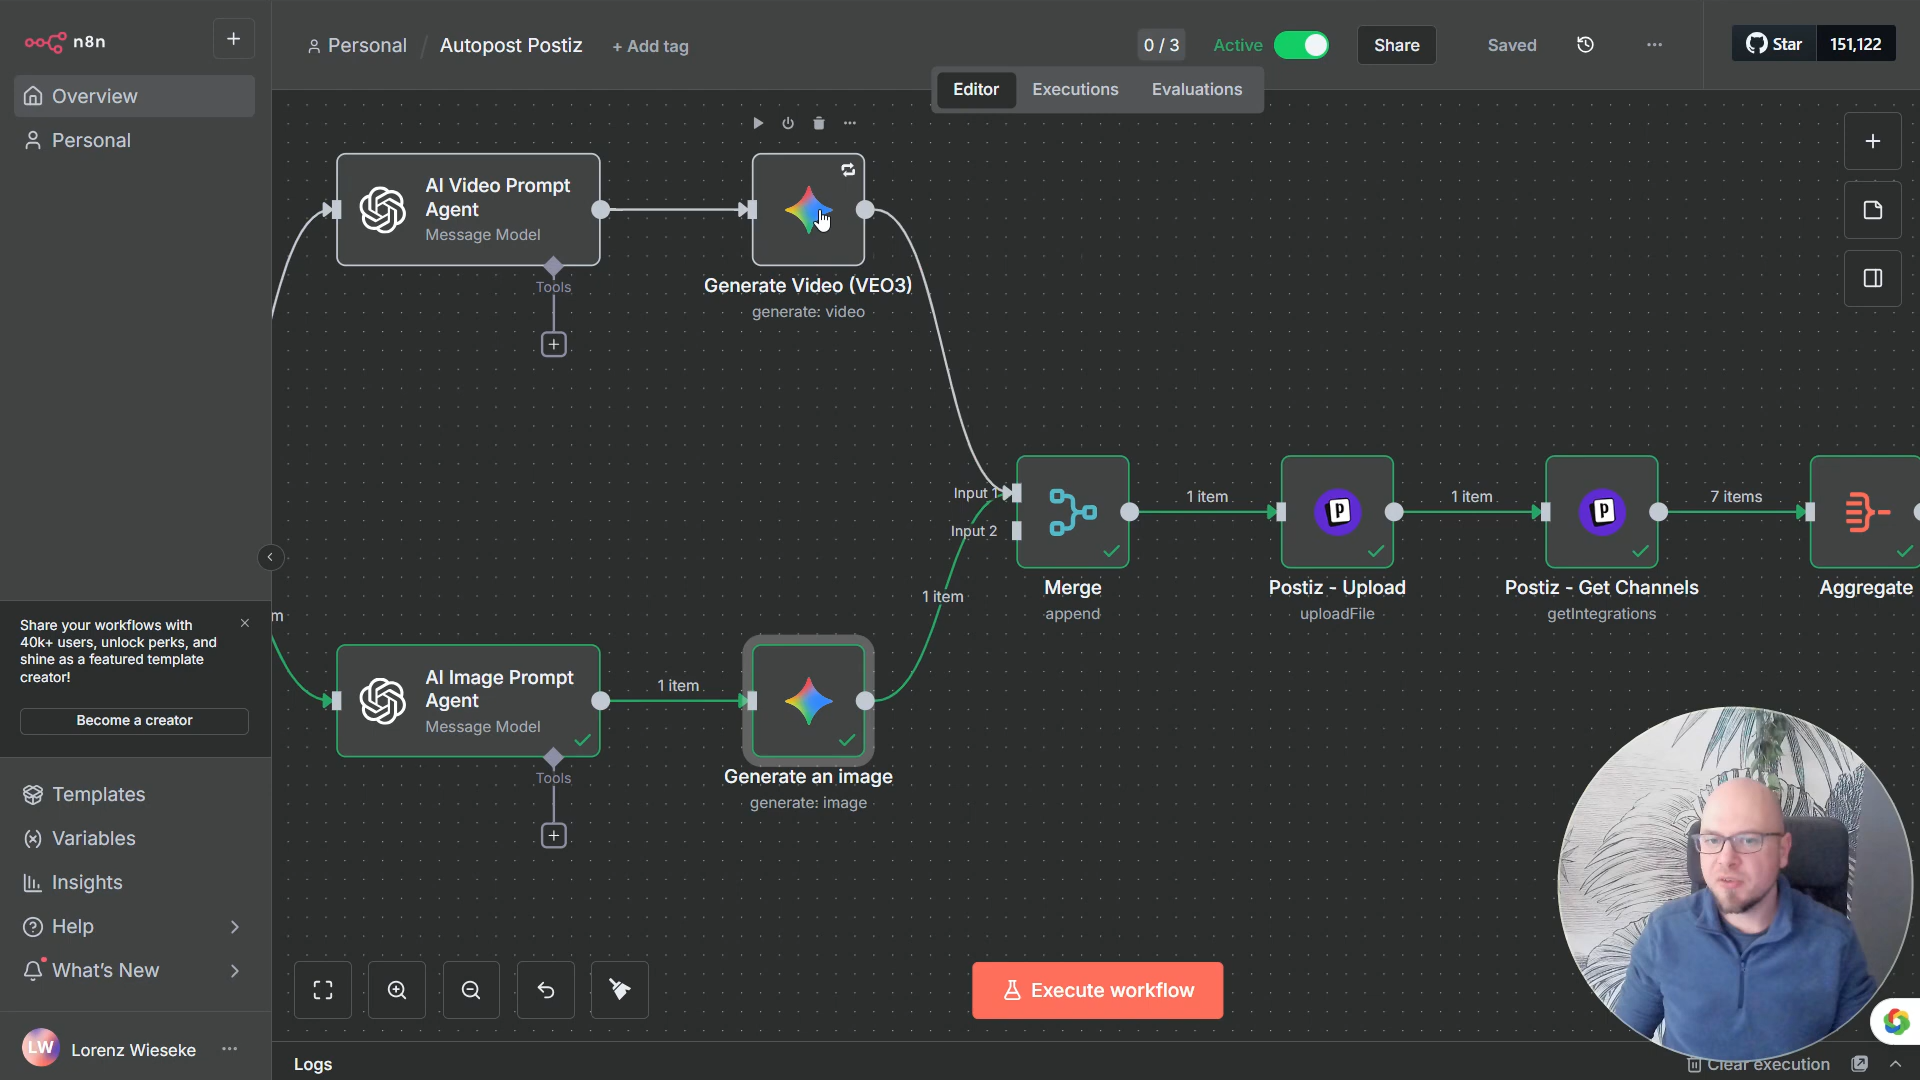 n8n
Personal / Autopost Postiz + Add tag
0 / 3
Active
Share
Saved
Star 151,122
Editor Executions Evaluations
Overview
Personal
AI Video Prompt
Agent
Message Model
Tools
Generate Video (VEO3)
generate: video
Input 1
Input 2
1 item
Merge
append
1 item
Postiz - Upload
uploadFile
1 item
Postiz - Get Channels
getIntegrations
7 items
Aggregate
m
AI Image Prompt
Agent
Message Model
Tools
1 item
Generate an image
generate: image
Share your workflows with
40k+ users, unlock perks, and
shine as a featured template
creator!
Become a creator
Templates
Variables
Insights
Help
What's New
LW Lorenz Wieseke
Execute workflow
Logs
Clear execution